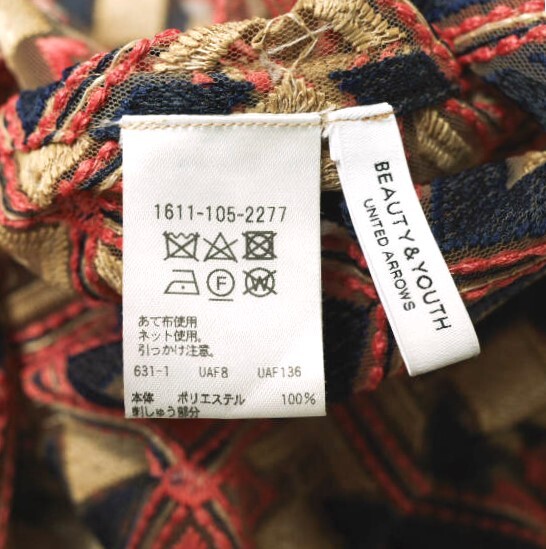 1611-105-2277
F
W
あて布使用
ネット使用。
引っかけ注意。
631-1 UAF8 UAF136
本体 ポリエステル 100%
刺しゅう部分
BEAUTY & YOUTH
UNITED ARROWS